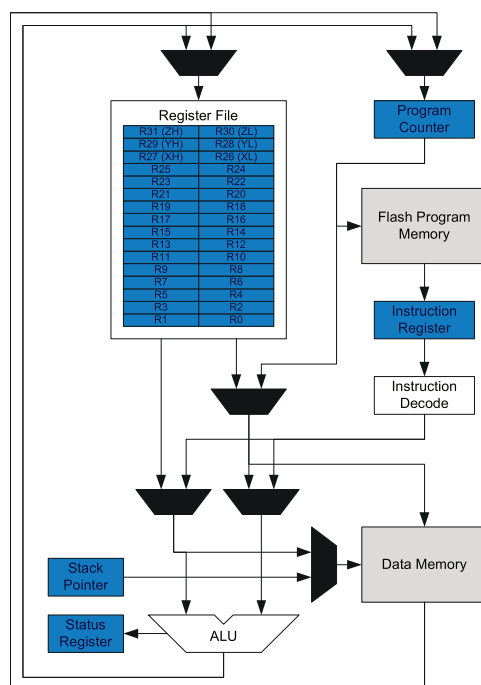 Register File
R31 (ZH) R30 (ZL)
R29 (YH) R28 (YL)
R27 (XH) R26 (XL)
R25 R24
R23 R22
R21 R20
R19 R18
R17 R16
R15 R14
R13 R12
R11 R10
R9 R8
R7 R6
R5 R4
R3 R2
R1 R0
Program
Counter
Flash Program
Memory
Instruction
Register
Instruction
Decode
Stack
Pointer
Data Memory
Status
Register
ALU